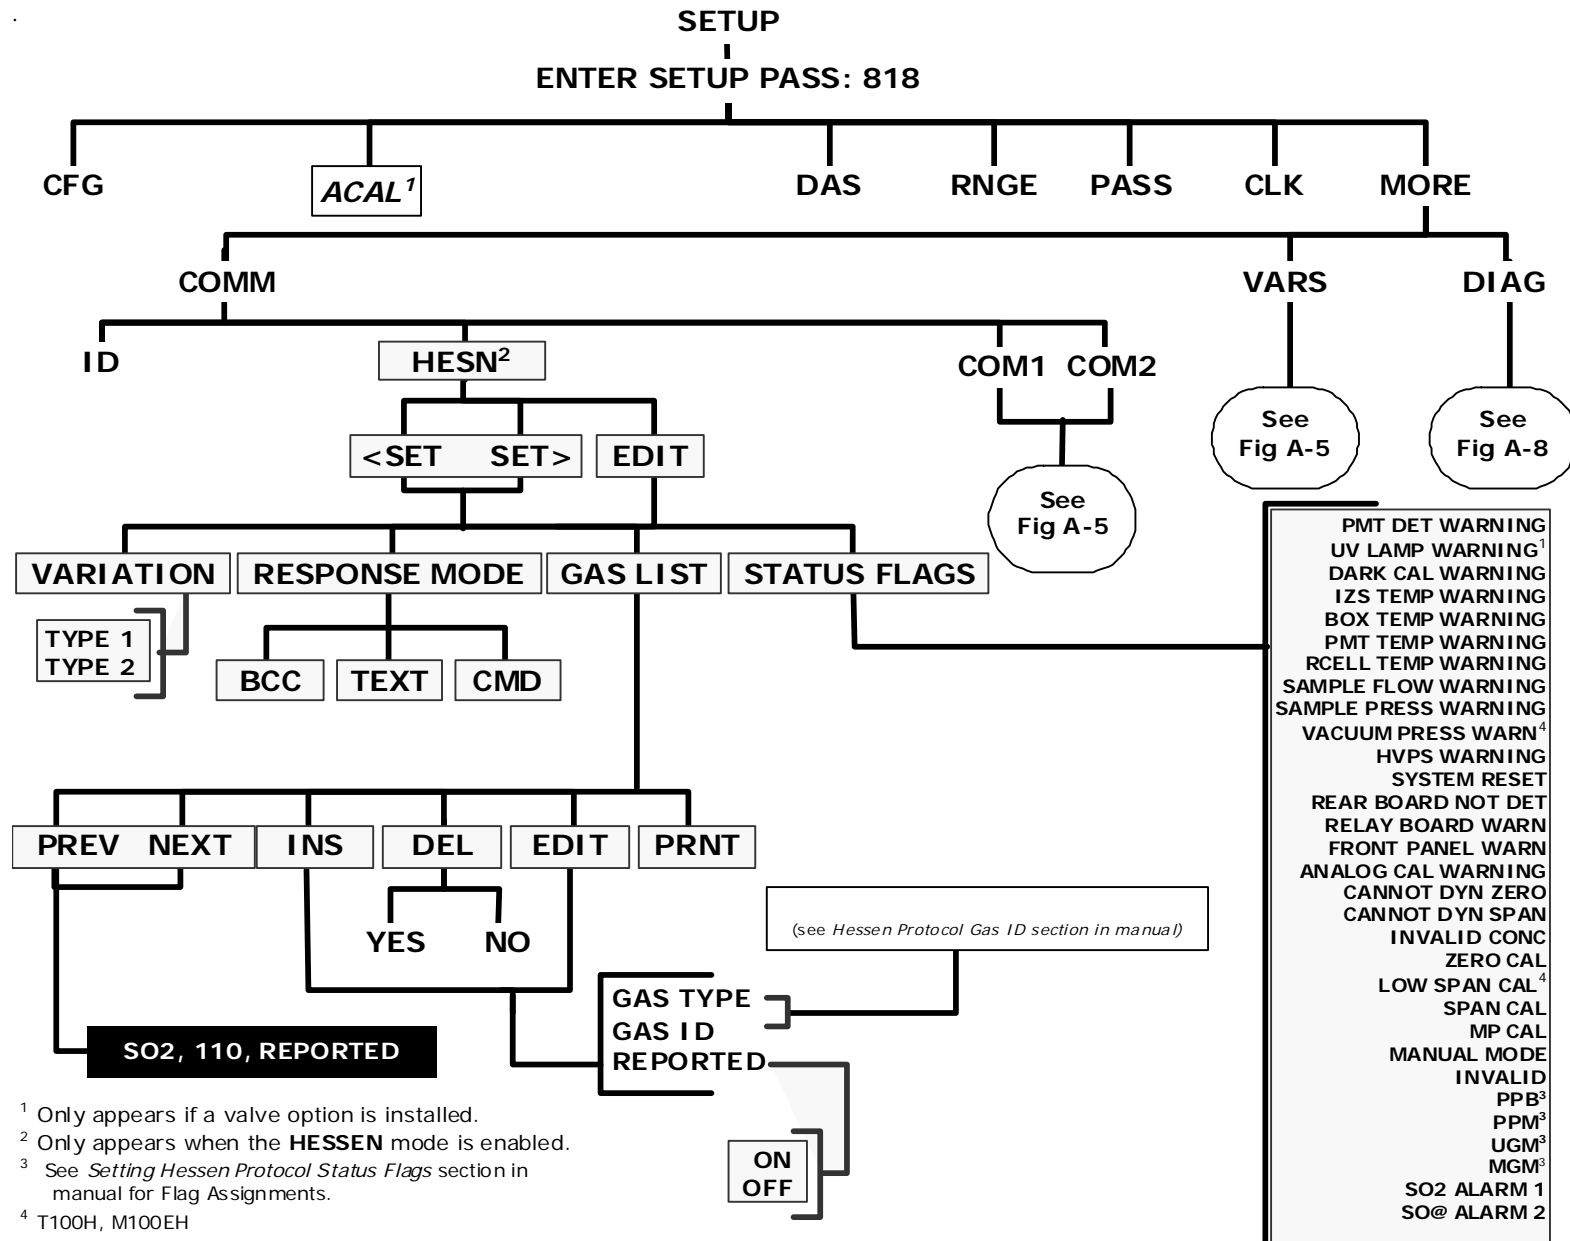 .
SETUP
ENTER SETUP PASS: 818
CFG ACAL¹ DAS RNGE PASS CLK MORE
COMM VARS DIAG
ID HESN² COM1 COM2
<SET SET> EDIT
See
Fig A-5
See
Fig A-8
See
Fig A-5
VARIATION RESPONSE MODE GAS LIST STATUS FLAGS
TYPE 1
TYPE 2
BCC TEXT CMD
PREV NEXT INS DEL EDIT PRNT
YES NO
(see Hessen Protocol Gas ID section in manual)
GAS TYPE
GAS ID
REPORTED
SO2, 110, REPORTED
ON
OFF
PMT DET WARNING
UV LAMP WARNING¹
DARK CAL WARNING
IZS TEMP WARNING
BOX TEMP WARNING
PMT TEMP WARNING
RCELL TEMP WARNING
SAMPLE FLOW WARNING
SAMPLE PRESS WARNING
VACUUM PRESS WARN⁴
HVPS WARNING
SYSTEM RESET
REAR BOARD NOT DET
RELAY BOARD WARN
FRONT PANEL WARN
ANALOG CAL WARNING
CANNOT DYN ZERO
CANNOT DYN SPAN
INVALID CONC
ZERO CAL
LOW SPAN CAL⁴
SPAN CAL
MP CAL
MANUAL MODE
INVALID
PPB³
PPM³
UGM³
MGM³
SO2 ALARM 1
SO@ ALARM 2
¹ Only appears if a valve option is installed.
² Only appears when the HESSEN mode is enabled.
³ See Setting Hessen Protocol Status Flags section in
manual for Flag Assignments.
⁴ T100H, M100EH